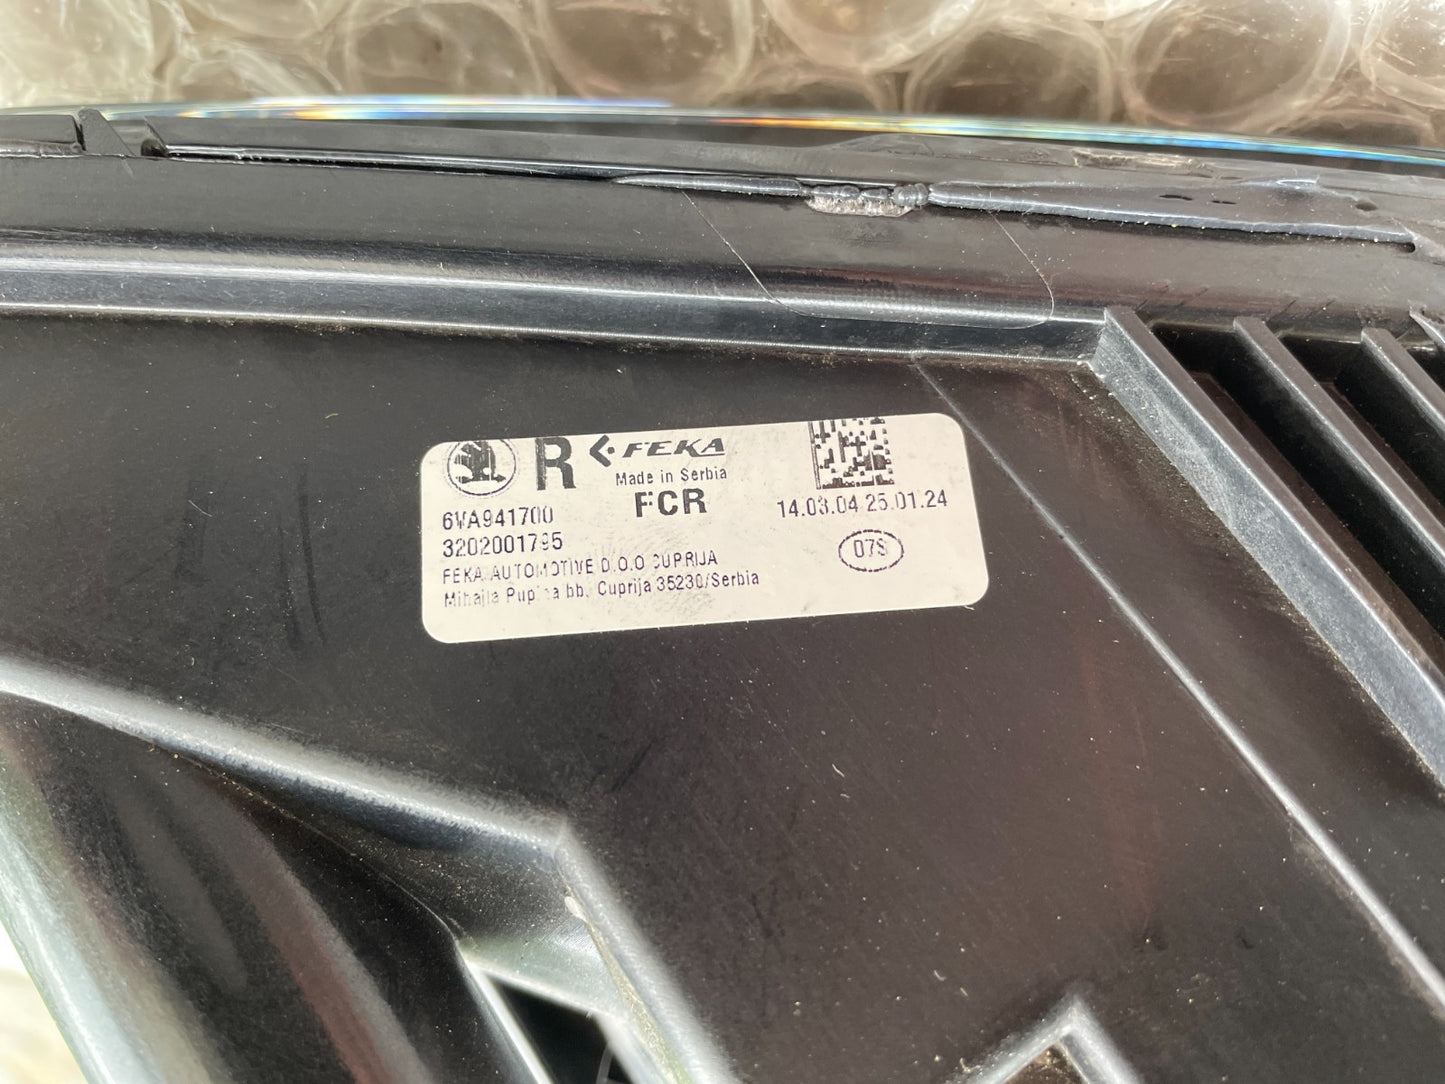 R FEKA
Made in Serbia
FCR
6VA941700
14.03.04 25.01.24
3202001795
07S
FEKA AUTOMOTIVE D.O.O CUPRIJA
Mihajla Pupina bb, Cuprija 35230/Serbia